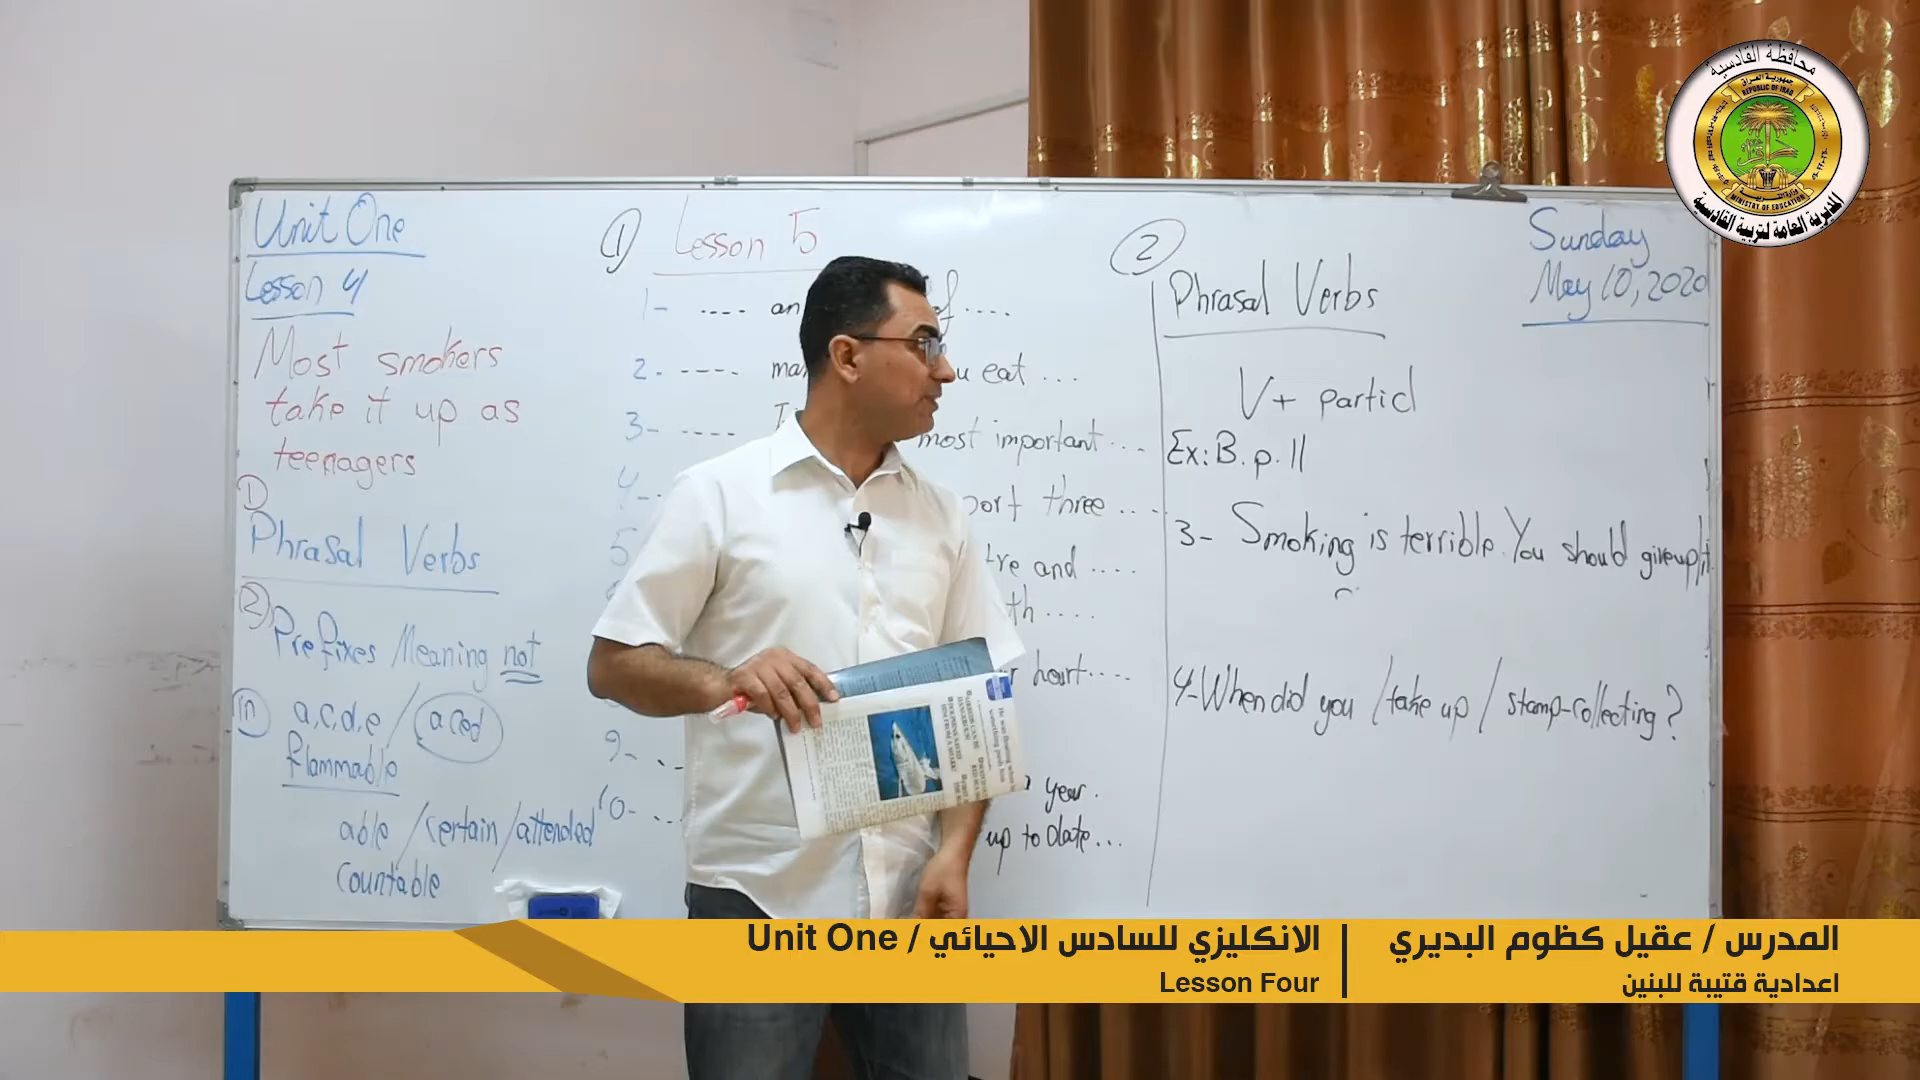 Unit One
Lesson 4
Most smokers
take it up as
teenagers
1
Phrasal Verbs
2
Prefixes Meaning not
in a,c,d,e / aced
flammable
able / certain / attended
countable
1 Lesson 5
1- .... an f ....
2. ---- ma u eat ...
3- ---- I most important ...
4- ort three ....
5 tre and ....
th ....
r heart ....
9- ..
10- ... year.
up to date...
2
Phrasal Verbs
V + particl
Ex: B. p. 11
3- Smoking is terrible. You should give up/it
4- When did you / take up / stamp-collecting?
Sunday
May 10, 2020
محافظة القادسية
جمهورية العراق
REPUBLIC OF IRAQ
MINISTRY OF EDUCATION
المديرية العامة لتربية القادسية
المدرس / عقيل كظوم البديري
اعدادية قتيبة للبنين
الانكليزي للسادس الاحيائي / Unit One
Lesson Four